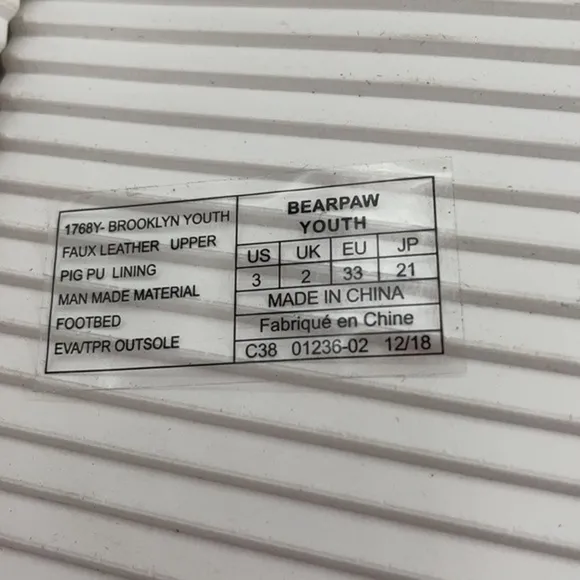 1768Y- BROOKLYN YOUTH
FAUX LEATHER UPPER
PIG PU LINING
MAN MADE MATERIAL
FOOTBED
EVA/TPR OUTSOLE
BEARPAW
YOUTH
US UK EU JP
3 2 33 21
MADE IN CHINA
Fabriqué en Chine
C38 01236-02 12/18